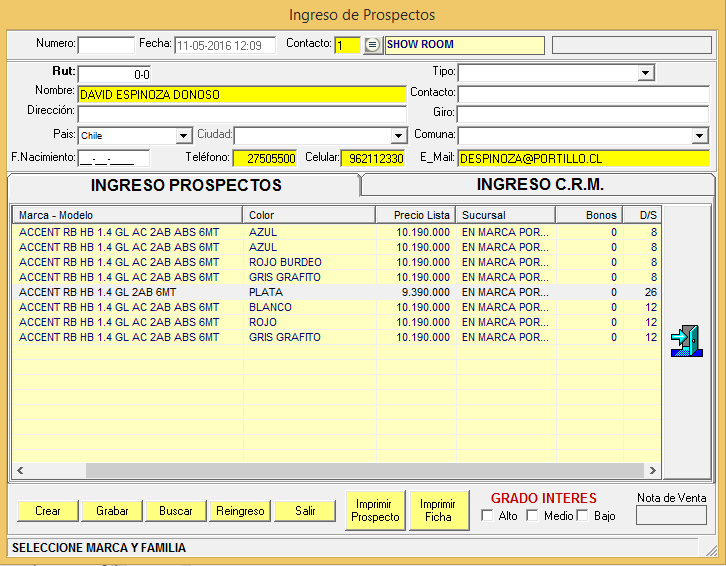 Ingreso de Prospectos
Numero: Fecha: 11-05-2016 12:09 Contacto: 1 SHOW ROOM
Rut: 0-0 Tipo:
Nombre: DAVID ESPINOZA DONOSO Contacto:
Dirección: Giro:
Pais: Chile Ciudad: Comuna:
F.Nacimiento: __-__-____ Teléfono: 27505500 Celular: 962112330 E_Mail: DESPINOZA@PORTILLO.CL
INGRESO PROSPECTOS INGRESO C.R.M.
Marca - Modelo Color Precio Lista Sucursal Bonos D/S
ACCENT RB HB 1.4 GL AC 2AB ABS 6MT AZUL 10.190.000 EN MARCA POR... 0 8
ACCENT RB HB 1.4 GL AC 2AB ABS 6MT AZUL 10.190.000 EN MARCA POR... 0 8
ACCENT RB HB 1.4 GL AC 2AB ABS 6MT ROJO BURDEO 10.190.000 EN MARCA POR... 0 8
ACCENT RB HB 1.4 GL AC 2AB ABS 6MT GRIS GRAFITO 10.190.000 EN MARCA POR... 0 8
ACCENT RB HB 1.4 GL 2AB 6MT PLATA 9.390.000 EN MARCA POR... 0 26
ACCENT RB HB 1.4 GL AC 2AB ABS 6MT BLANCO 10.190.000 EN MARCA POR... 0 12
ACCENT RB HB 1.4 GL AC 2AB ABS 6MT ROJO 10.190.000 EN MARCA POR... 0 12
ACCENT RB HB 1.4 GL AC 2AB ABS 6MT GRIS GRAFITO 10.190.000 EN MARCA POR... 0 12
Crear Grabar Buscar Reingreso Salir Imprimir Prospecto Imprimir Ficha GRADO INTERES Nota de Venta
Alto Medio Bajo
SELECCIONE MARCA Y FAMILIA